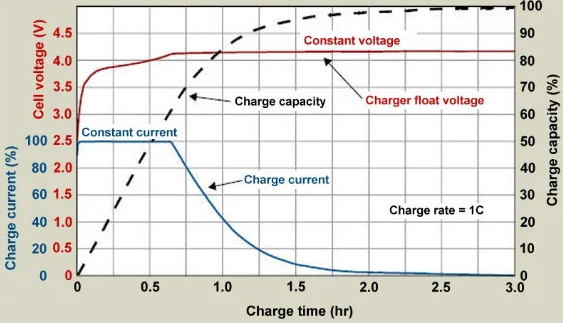 Cell voltage (V)
4.5
4.0
3.5
3.0
2.5
2.0
1.5
1.0
0.5
0
Charge current (%)
100
80
60
40
20
0
Constant voltage
Charge capacity
Charger float voltage
Constant current
Charge current
Charge rate = 1C
100
90
80
70
60
50
40
30
20
10
0
Charge capacity (%)
0 0.5 1.0 1.5 2.0 2.5 3.0
Charge time (hr)